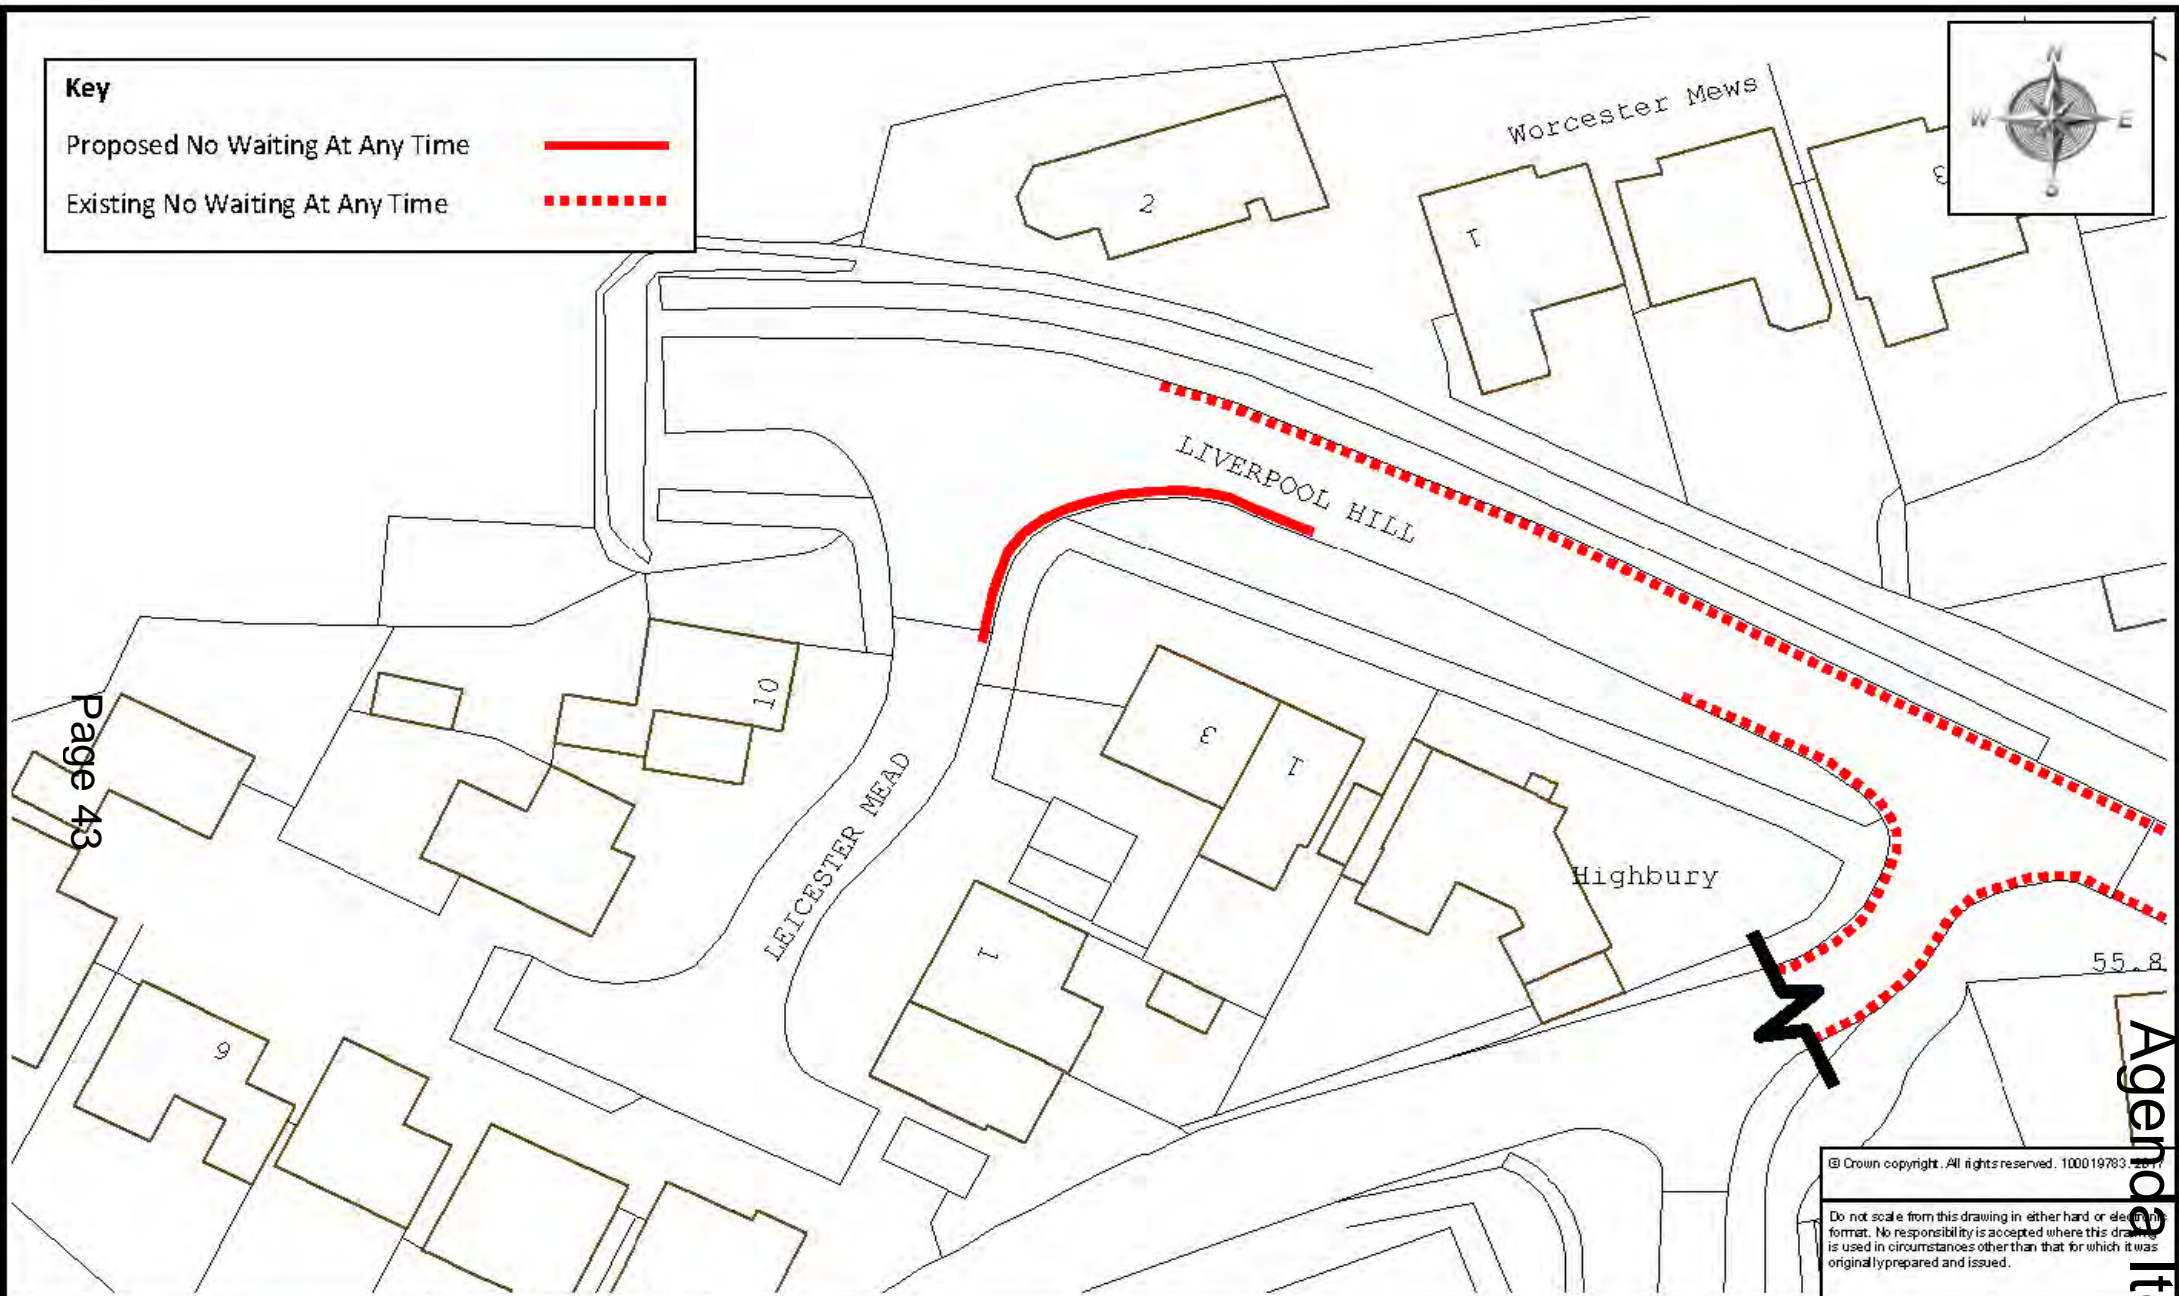 Key
Proposed No Waiting At Any Time
Existing No Waiting At Any Time
N
W E
S
Worcester Mews
2
1
3
LIVERPOOL HILL
10
3
1
LEICESTER MEAD
Highbury
1
9
55.8
Page 43
Agenda It
© Crown copyright. All rights reserved. 100019783. 2017
Do not scale from this drawing in either hard or electronic
format. No responsibility is accepted where this drawing
is used in circumstances other than that for which it was
originally prepared and issued.